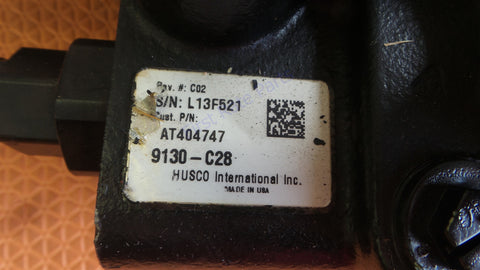 Rev. #: C02
S/N: L13F521
Cust. P/N:
AT404747
9130-C28
HUSCO International Inc.
MADE IN USA